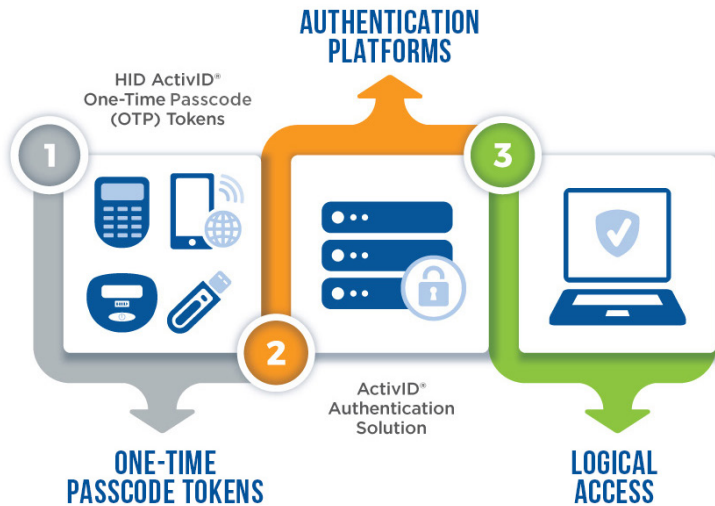 AUTHENTICATION
PLATFORMS
HID ActivID®
One-Time Passcode
(OTP) Tokens
1
3
2
ActivID®
Authentication
Solution
ONE-TIME
PASSCODE TOKENS
LOGICAL
ACCESS